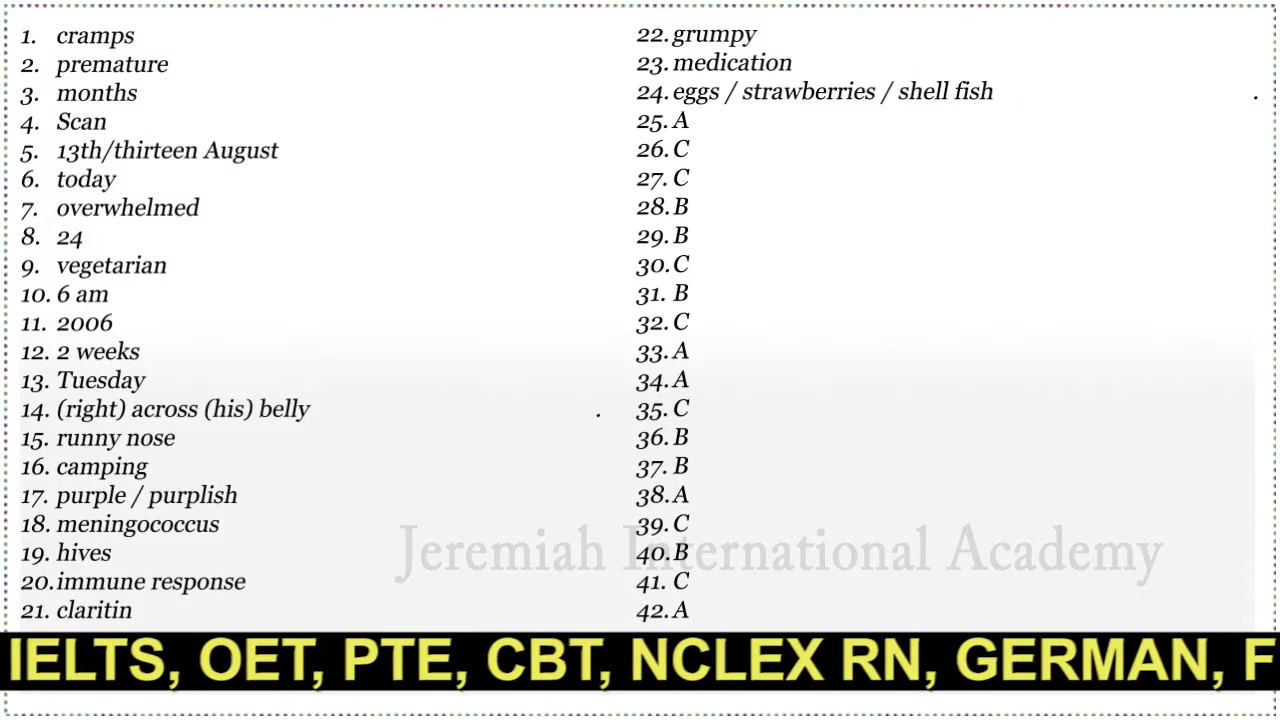 1. cramps
2. premature
3. months
4. Scan
5. 13th/thirteen August
6. today
7. overwhelmed
8. 24
9. vegetarian
10. 6 am
11. 2006
12. 2 weeks
13. Tuesday
14. (right) across (his) belly .
15. runny nose
16. camping
17. purple / purplish
18. meningococcus
19. hives
20. immune response
21. claritin
22. grumpy
23. medication
24. eggs / strawberries / shell fish .
25. A
26. C
27. C
28. B
29. B
30. C
31. B
32. C
33. A
34. A
35. C
36. B
37. B
38. A
39. C
40. B
41. C
42. A
Jeremiah International Academy
IELTS, OET, PTE, CBT, NCLEX RN, GERMAN, F